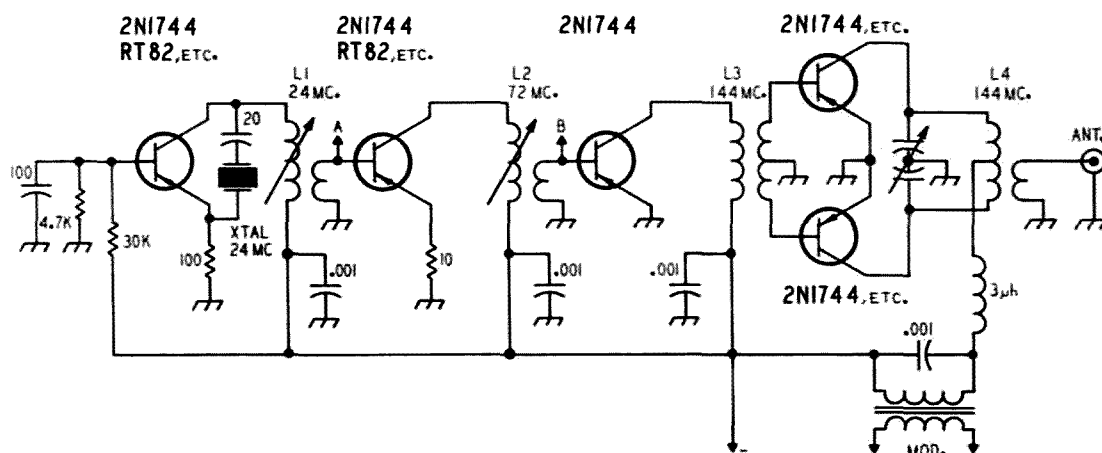 2N1744
RT82, ETC.
2N1744
RT82, ETC.
2N1744
2N1744, ETC.
L1
24 MC.
L2
72 MC.
L3
144 MC.
L4
144 MC.
20
A
B
ANT.
100
4.7K
30K
XTAL
24 MC
100
.001
10
.001
.001
2N1744, ETC.
3μh
.001
-
MOD.